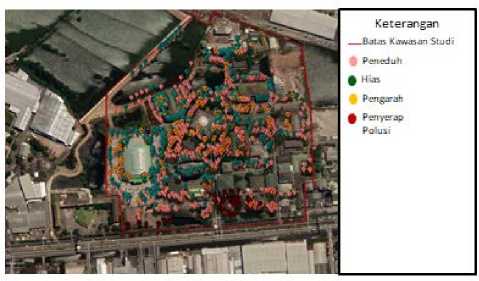 Keterangan
Batas Kawasan Studi
Peneduh
Hias
Pengarah
Penyerap
Polusi